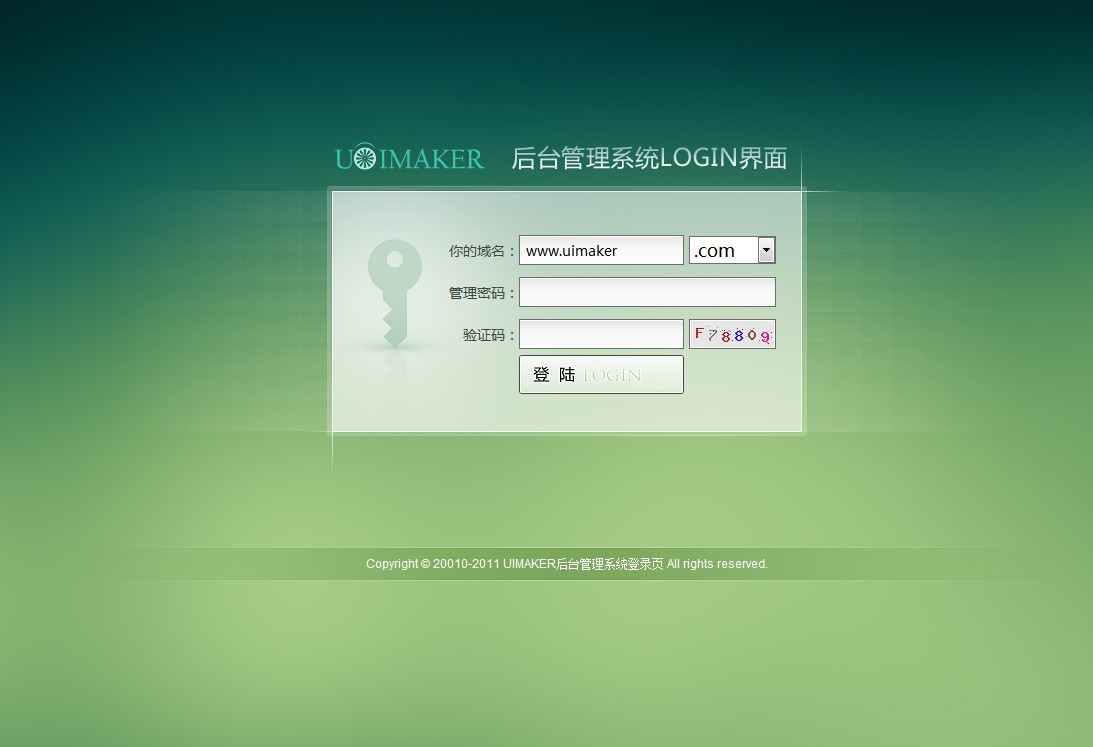 UIMAKER 后台管理系统LOGIN界面
你的域名： www.uimaker .com
管理密码：
验证码： F78809
登 陆 LOGIN
Copyright © 20010-2011 UIMAKER后台管理系统登录页 All rights reserved.